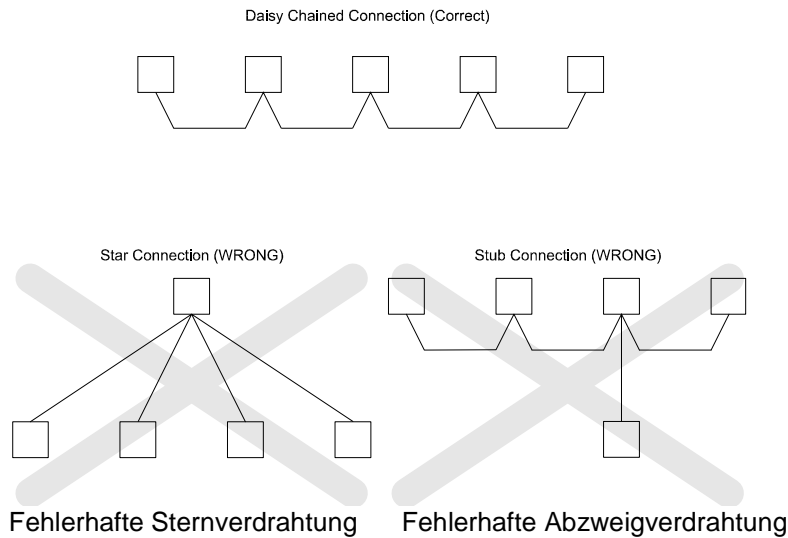 Daisy Chained Connection (Correct)
Star Connection (WRONG)
Stub Connection (WRONG)
Fehlerhafte Sternverdrahtung
Fehlerhafte Abzweigverdrahtung